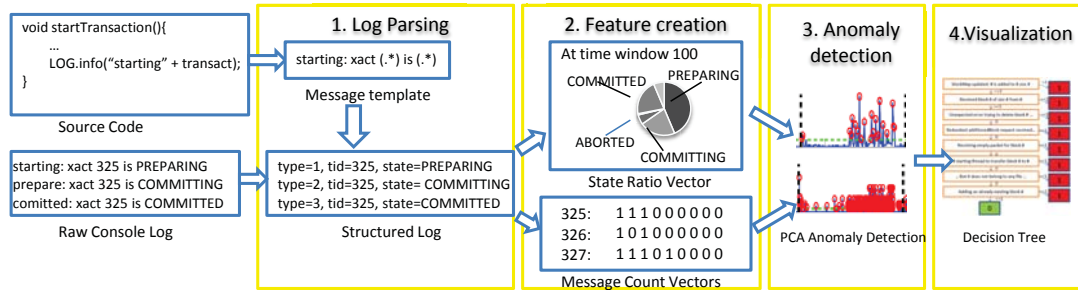 void startTransaction(){
…
LOG.info(“starting” + transact);
}
Source Code
starting: xact 325 is PREPARING
prepare: xact 325 is COMMITTING
comitted: xact 325 is COMMITTED
Raw Console Log
1. Log Parsing
starting: xact (.*) is (.*)
Message template
type=1, tid=325, state=PREPARING
type=2, tid=325, state= COMMITTING
type=3, tid=325, state=COMMITTED
Structured Log
2. Feature creation
At time window 100
COMMITTED
PREPARING
ABORTED
COMMITTING
State Ratio Vector
325: 1 1 1 0 0 0 0 0 0
326: 1 0 1 0 0 0 0 0 0
327: 1 1 1 0 1 0 0 0 0
Message Count Vectors
3. Anomaly
detection
PCA Anomaly Detection
4.Visualization
Decision Tree